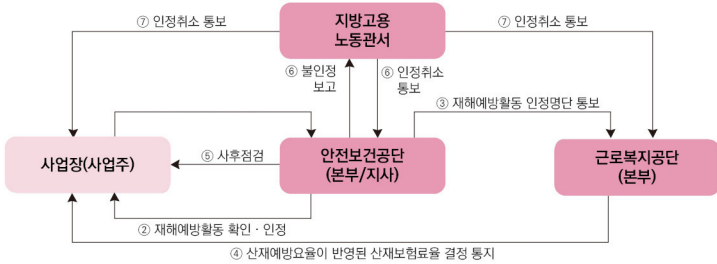 ⑦ 인정취소 통보
지방고용
노동관서
⑦ 인정취소 통보
⑥ 불인정
보고
⑥ 인정취소
통보
③ 재해예방활동 인정명단 통보
사업장(사업주)
⑤ 사후점검
안전보건공단
(본부/지사)
근로복지공단
(본부)
② 재해예방활동 확인 · 인정
④ 산재예방요율이 반영된 산재보험료율 결정 통지